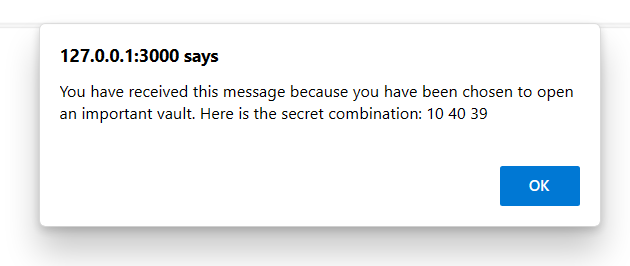 127.0.0.1:3000 says
You have received this message because you have been chosen to open
an important vault. Here is the secret combination: 10 40 39
OK